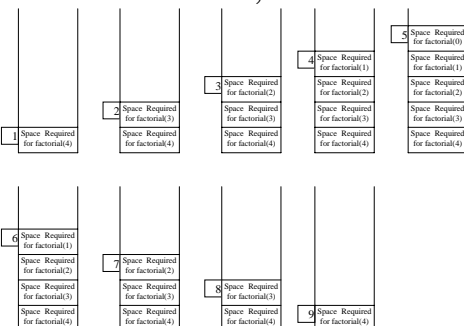 1
Space Required
for factorial(4)
2
Space Required
for factorial(3)
Space Required
for factorial(4)
3
Space Required
for factorial(2)
Space Required
for factorial(3)
Space Required
for factorial(4)
4
Space Required
for factorial(1)
Space Required
for factorial(2)
Space Required
for factorial(3)
Space Required
for factorial(4)
5
Space Required
for factorial(0)
Space Required
for factorial(1)
Space Required
for factorial(2)
Space Required
for factorial(3)
Space Required
for factorial(4)
6
Space Required
for factorial(1)
Space Required
for factorial(2)
Space Required
for factorial(3)
Space Required
for factorial(4)
7
Space Required
for factorial(2)
Space Required
for factorial(3)
Space Required
for factorial(4)
8
Space Required
for factorial(3)
Space Required
for factorial(4)
9
Space Required
for factorial(4)